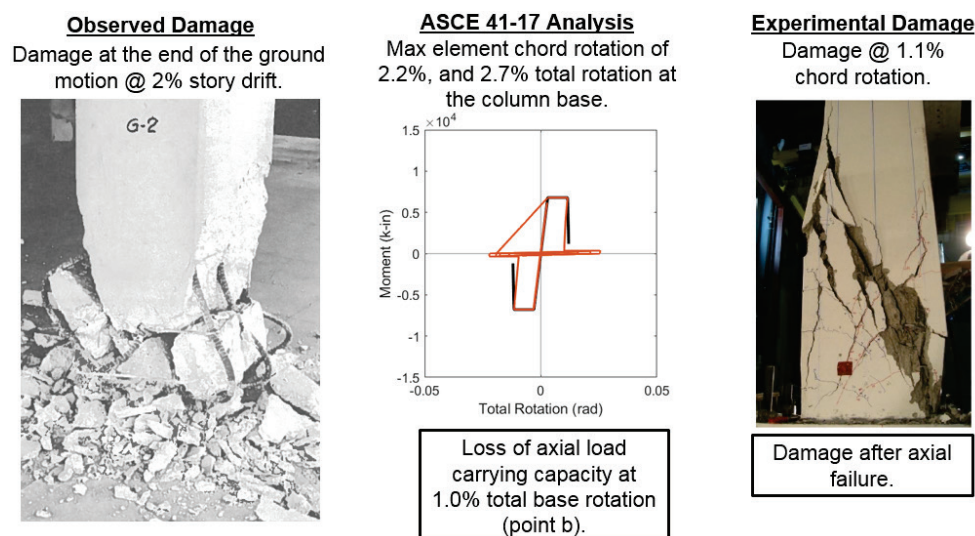 Observed Damage
Damage at the end of the ground
motion @ 2% story drift.
G-2
ASCE 41-17 Analysis
Max element chord rotation of
2.2%, and 2.7% total rotation at
the column base.
×10⁴
1.5
1
0.5
0
-0.5
-1
-1.5
Moment (k-in)
-0.05
0
0.05
Total Rotation (rad)
Loss of axial load
carrying capacity at
1.0% total base rotation
(point b).
Experimental Damage
Damage @ 1.1%
chord rotation.
Damage after axial
failure.